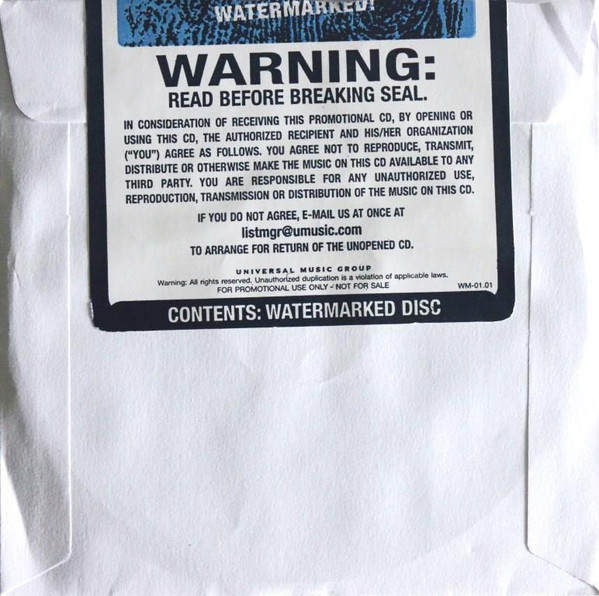 WATERMARKED!
WARNING:
READ BEFORE BREAKING SEAL.
IN CONSIDERATION OF RECEIVING THIS PROMOTIONAL CD, BY OPENING OR
USING THIS CD, THE AUTHORIZED RECIPIENT AND HIS/HER ORGANIZATION
("YOU") AGREE AS FOLLOWS. YOU AGREE NOT TO REPRODUCE, TRANSMIT,
DISTRIBUTE OR OTHERWISE MAKE THE MUSIC ON THIS CD AVAILABLE TO ANY
THIRD PARTY. YOU ARE RESPONSIBLE FOR ANY UNAUTHORIZED USE,
REPRODUCTION, TRANSMISSION OR DISTRIBUTION OF THE MUSIC ON THIS CD.
IF YOU DO NOT AGREE, E-MAIL US AT ONCE AT
listmgr@umusic.com
TO ARRANGE FOR RETURN OF THE UNOPENED CD.
UNIVERSAL MUSIC GROUP
Warning: All rights reserved. Unauthorized duplication is a violation of applicable laws.
FOR PROMOTIONAL USE ONLY - NOT FOR SALE
WM-01.01
CONTENTS: WATERMARKED DISC